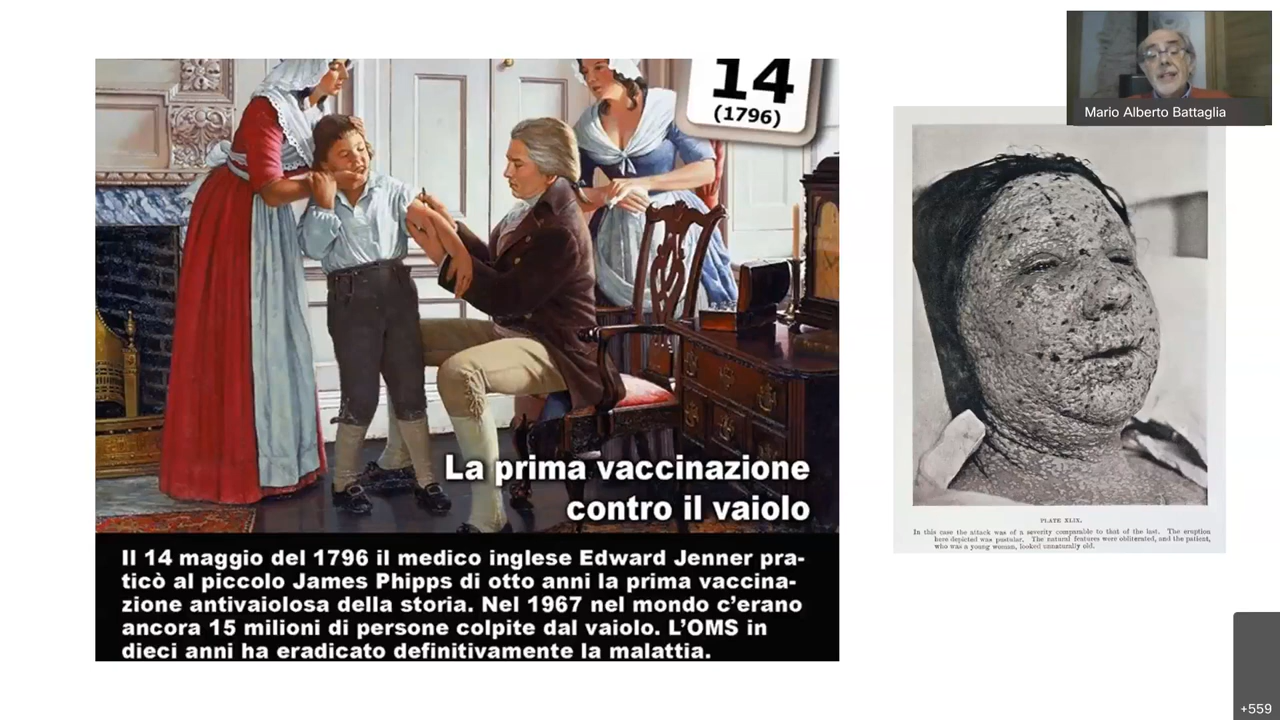 14
(1796)
La prima vaccinazione
contro il vaiolo
Il 14 maggio del 1796 il medico inglese Edward Jenner pra-
ticò al piccolo James Phipps di otto anni la prima vaccina-
zione antivaiolosa della storia. Nel 1967 nel mondo c’erano
ancora 15 milioni di persone colpite dal vaiolo. L’OMS in
dieci anni ha eradicato definitivamente la malattia.
Mario Alberto Battaglia
PLATE XLIX.
In this case the attack was of a severity comparable to that of the last. The eruption
here depicted was pustular. The natural features were obliterated, and the patient,
who was a young woman, looked unnaturally old.
+559